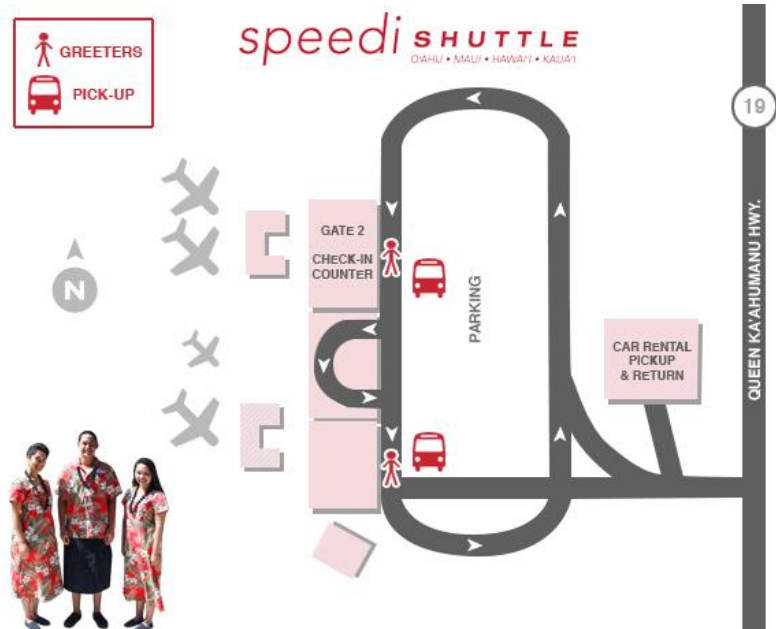 GREETERS
PICK-UP
speedi SHUTTLE
O'AHU • MAUI • HAWAI'I • KAUA'I
19
GATE 2
CHECK-IN
COUNTER
N
PARKING
CAR RENTAL
PICKUP
& RETURN
QUEEN KA'AHUMANU HWY.